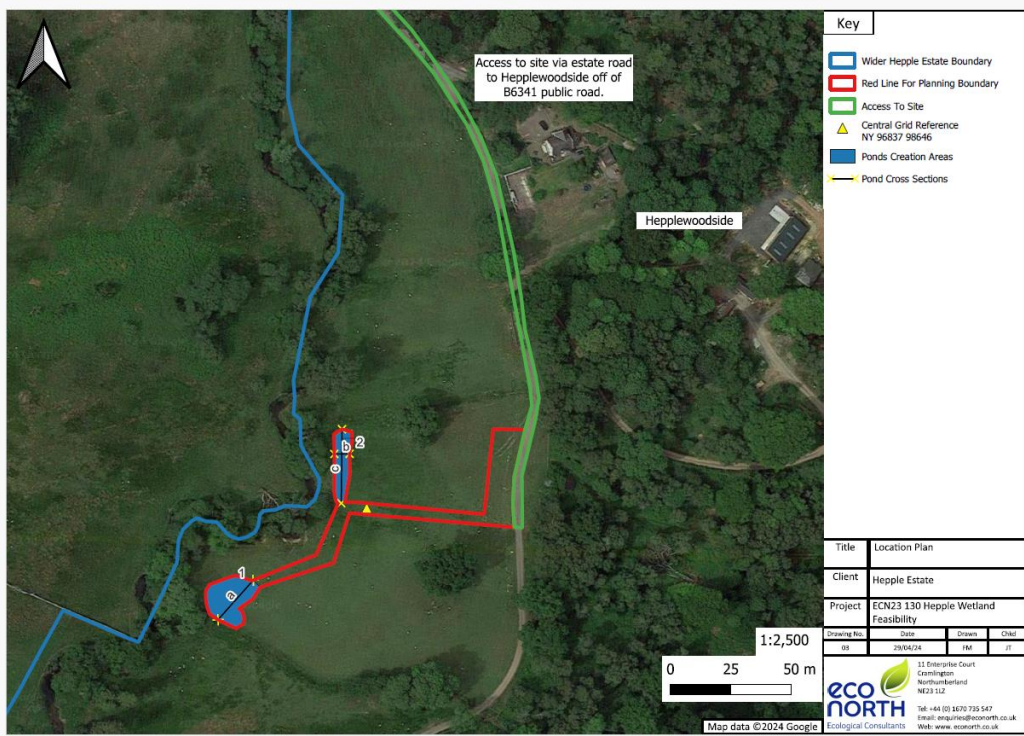 Access to site via estate road
to Hepplewoodside off of
B6341 public road.
Hepplewoodside
2
b
c
1
a
1:2,500
0 25 50 m
Map data ©2024 Google
Key
Wider Hepple Estate Boundary
Red Line For Planning Boundary
Access To Site
Central Grid Reference
NY 96837 98646
Ponds Creation Areas
Pond Cross Sections
Title Location Plan
Client Hepple Estate
Project ECN23 130 Hepple Wetland
Feasibility
Drawing No. Date Drawn Chkd
03 29/04/24 FM JT
eco
NORTH
Ecological Consultants
11 Enterprise Court
Cramlington
Northumberland
NE23 1LZ
Tel: +44 (0) 1670 735 547
Email: enquiries@econorth.co.uk
Web: www. econorth.co.uk